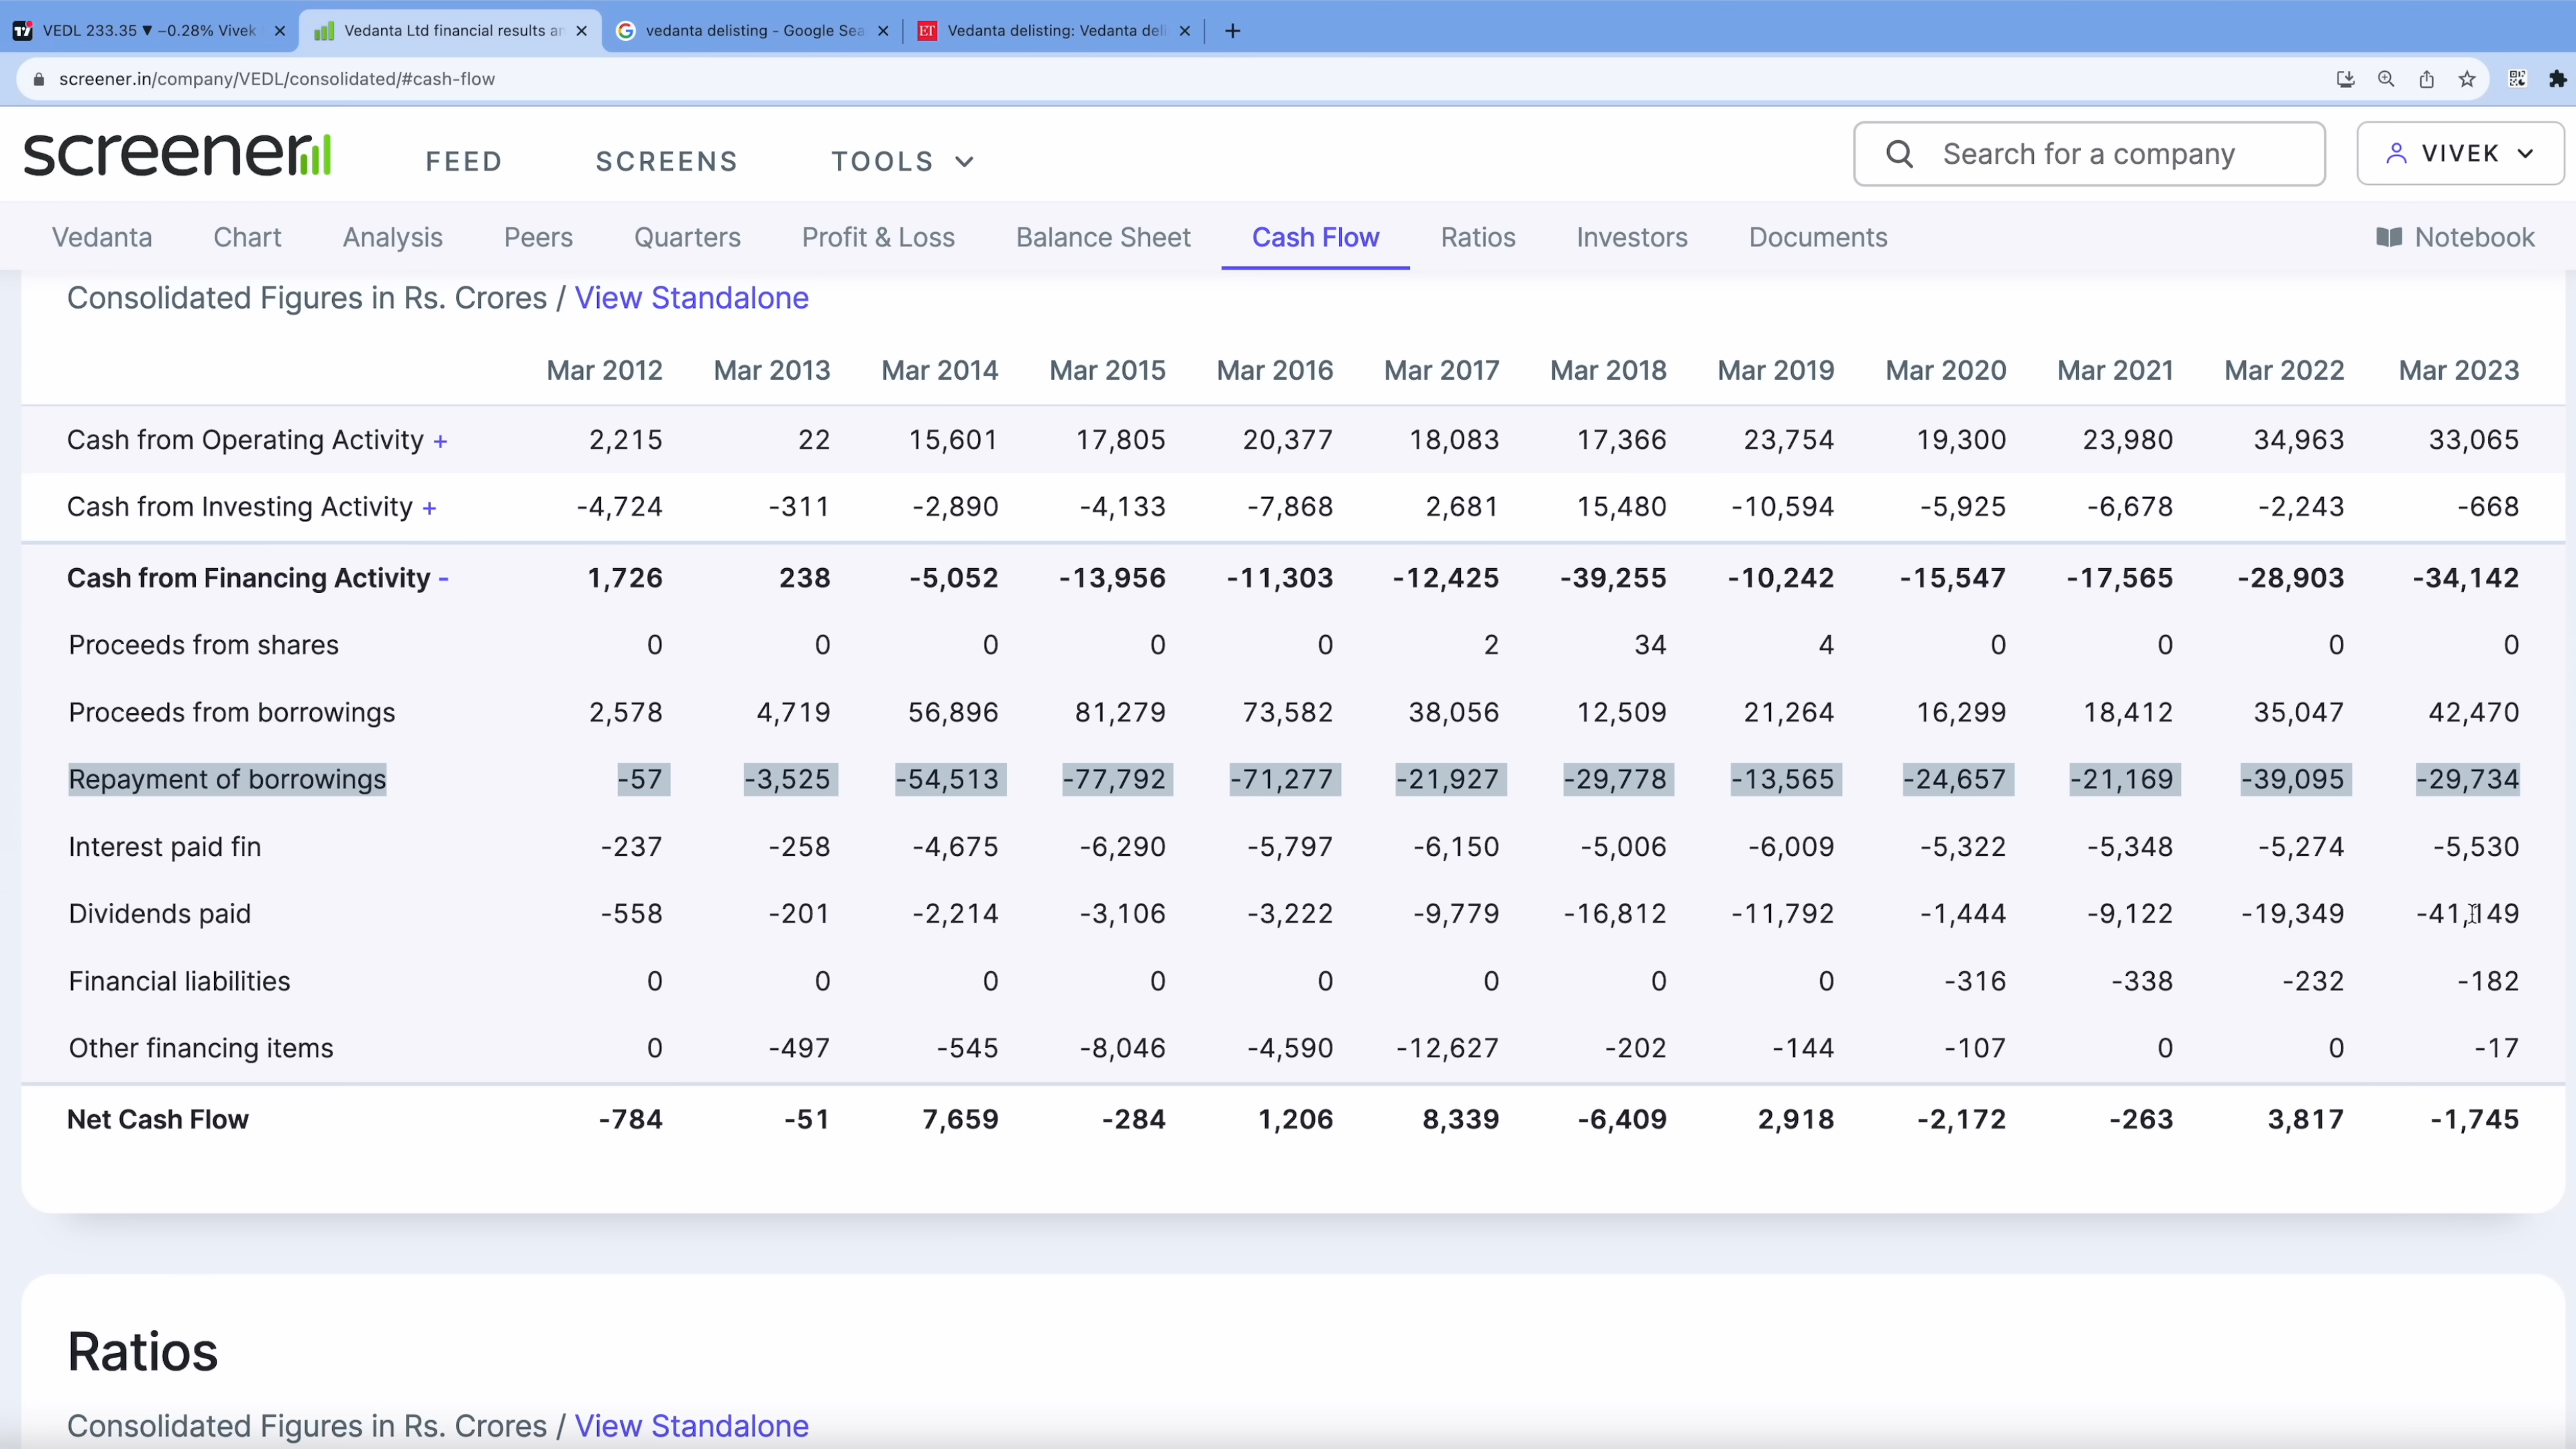 VEDL 233.35 ▼ −0.28% Vivek
Vedanta Ltd financial results an
vedanta delisting - Google Sea
ET Vedanta delisting: Vedanta deli
screener.in/company/VEDL/consolidated/#cash-flow
screener FEED SCREENS TOOLS Search for a company VIVEK
Vedanta Chart Analysis Peers Quarters Profit & Loss Balance Sheet Cash Flow Ratios Investors Documents Notebook
Consolidated Figures in Rs. Crores / View Standalone
Mar 2012 Mar 2013 Mar 2014 Mar 2015 Mar 2016 Mar 2017 Mar 2018 Mar 2019 Mar 2020 Mar 2021 Mar 2022 Mar 2023
Cash from Operating Activity + 2,215 22 15,601 17,805 20,377 18,083 17,366 23,754 19,300 23,980 34,963 33,065
Cash from Investing Activity + -4,724 -311 -2,890 -4,133 -7,868 2,681 15,480 -10,594 -5,925 -6,678 -2,243 -668
Cash from Financing Activity - 1,726 238 -5,052 -13,956 -11,303 -12,425 -39,255 -10,242 -15,547 -17,565 -28,903 -34,142
Proceeds from shares 0 0 0 0 0 2 34 4 0 0 0 0
Proceeds from borrowings 2,578 4,719 56,896 81,279 73,582 38,056 12,509 21,264 16,299 18,412 35,047 42,470
Repayment of borrowings -57 -3,525 -54,513 -77,792 -71,277 -21,927 -29,778 -13,565 -24,657 -21,169 -39,095 -29,734
Interest paid fin -237 -258 -4,675 -6,290 -5,797 -6,150 -5,006 -6,009 -5,322 -5,348 -5,274 -5,530
Dividends paid -558 -201 -2,214 -3,106 -3,222 -9,779 -16,812 -11,792 -1,444 -9,122 -19,349 -41,149
Financial liabilities 0 0 0 0 0 0 0 0 -316 -338 -232 -182
Other financing items 0 -497 -545 -8,046 -4,590 -12,627 -202 -144 -107 0 0 -17
Net Cash Flow -784 -51 7,659 -284 1,206 8,339 -6,409 2,918 -2,172 -263 3,817 -1,745
Ratios
Consolidated Figures in Rs. Crores / View Standalone